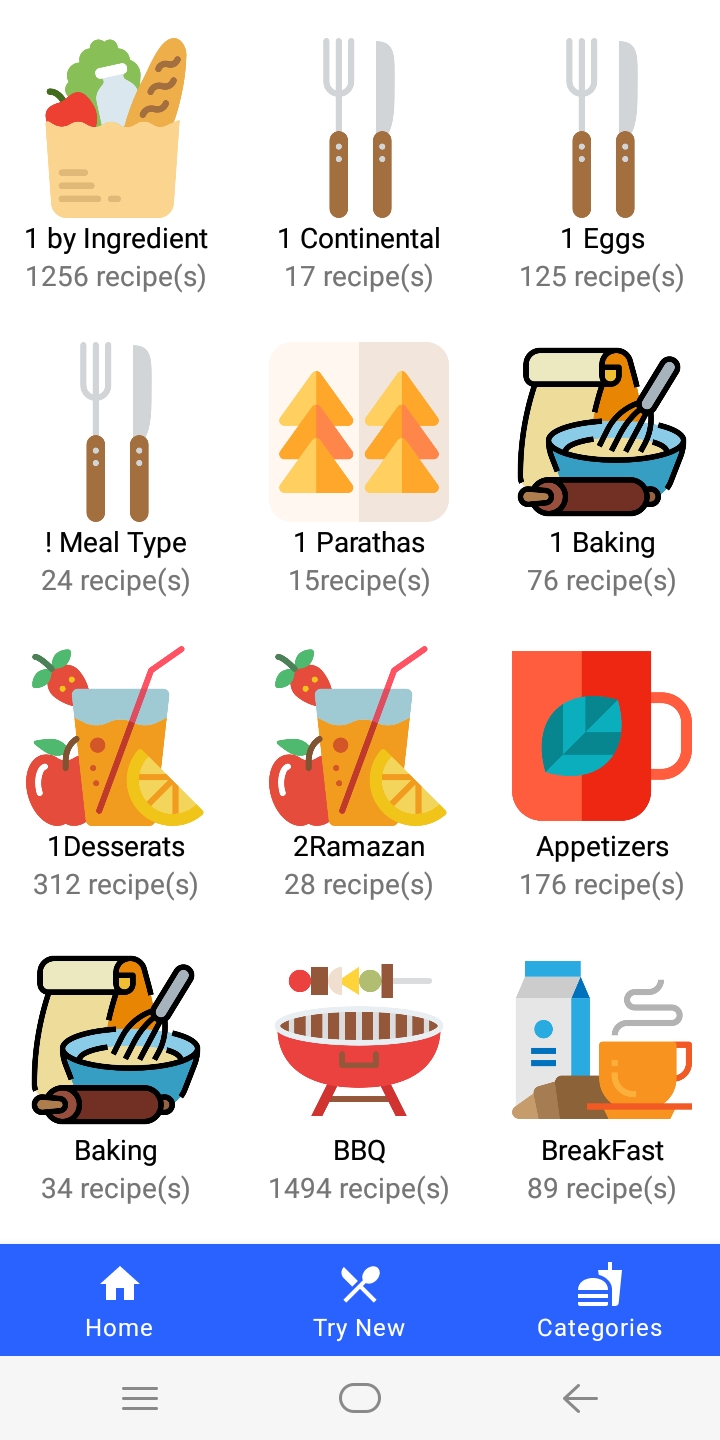 1 by Ingredient
1256 recipe(s)
1 Continental
17 recipe(s)
1 Eggs
125 recipe(s)
! Meal Type
24 recipe(s)
1 Parathas
15recipe(s)
1 Baking
76 recipe(s)
1Desserats
312 recipe(s)
2Ramazan
28 recipe(s)
Appetizers
176 recipe(s)
Baking
34 recipe(s)
BBQ
1494 recipe(s)
BreakFast
89 recipe(s)
Home
Try New
Categories